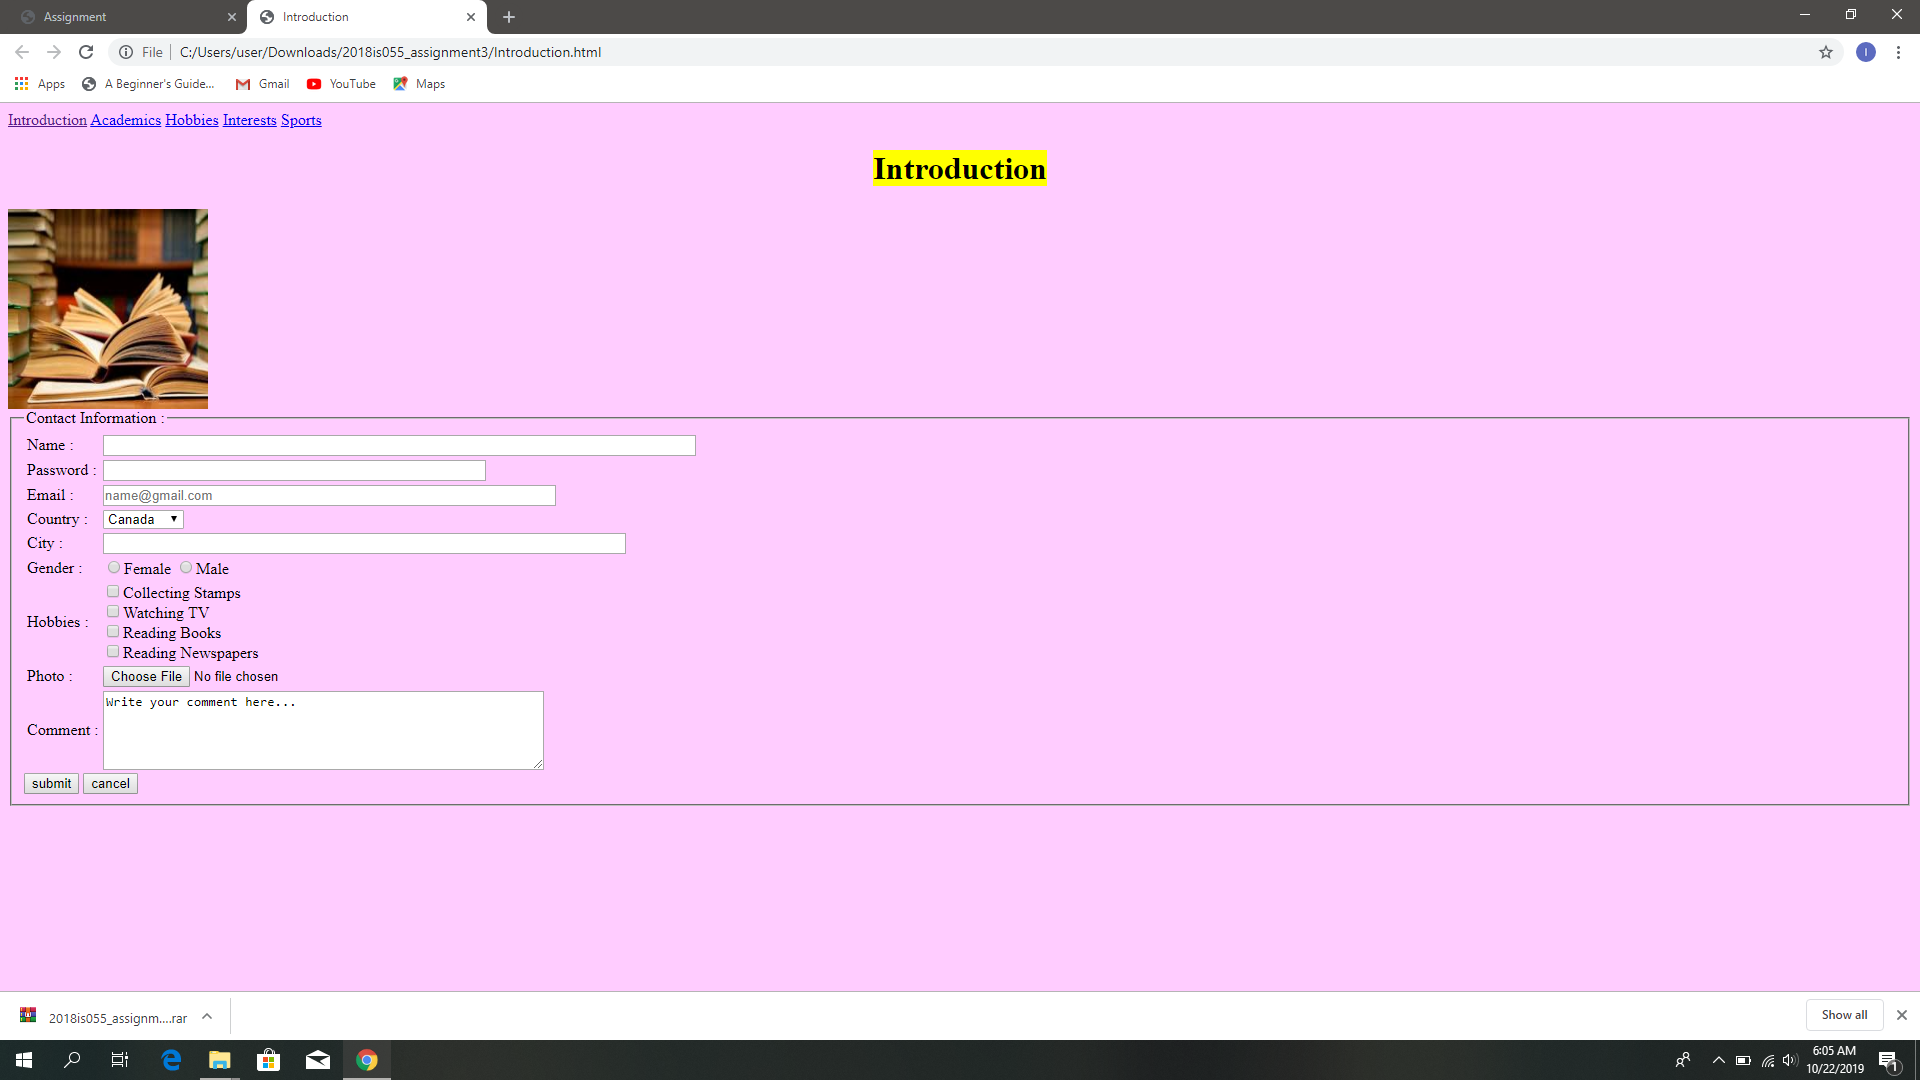 Assignment
Introduction
File
C:/Users/user/Downloads/2018is055_assignment3/Introduction.html
I
Apps
A Beginner's Guide...
Gmail
YouTube
Maps
Introduction Academics Hobbies Interests Sports
Introduction
Contact Information :
Name :
Password :
Email : name@gmail.com
Country : Canada
City :
Gender : Female Male
Hobbies :
Collecting Stamps
Watching TV
Reading Books
Reading Newspapers
Photo : Choose File No file chosen
Comment :
Write your comment here...
submit cancel
2018is055_assignm....rar
Show all
6:05 AM
10/22/2019
1